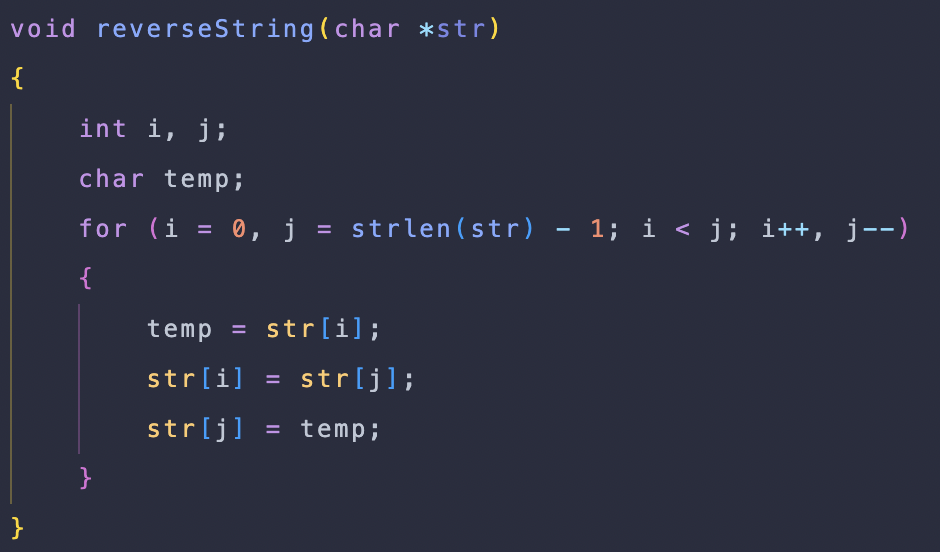 void reverseString(char *str)
{
    int i, j;
    char temp;
    for (i = 0, j = strlen(str) - 1; i < j; i++, j--)
    {
        temp = str[i];
        str[i] = str[j];
        str[j] = temp;
    }
}